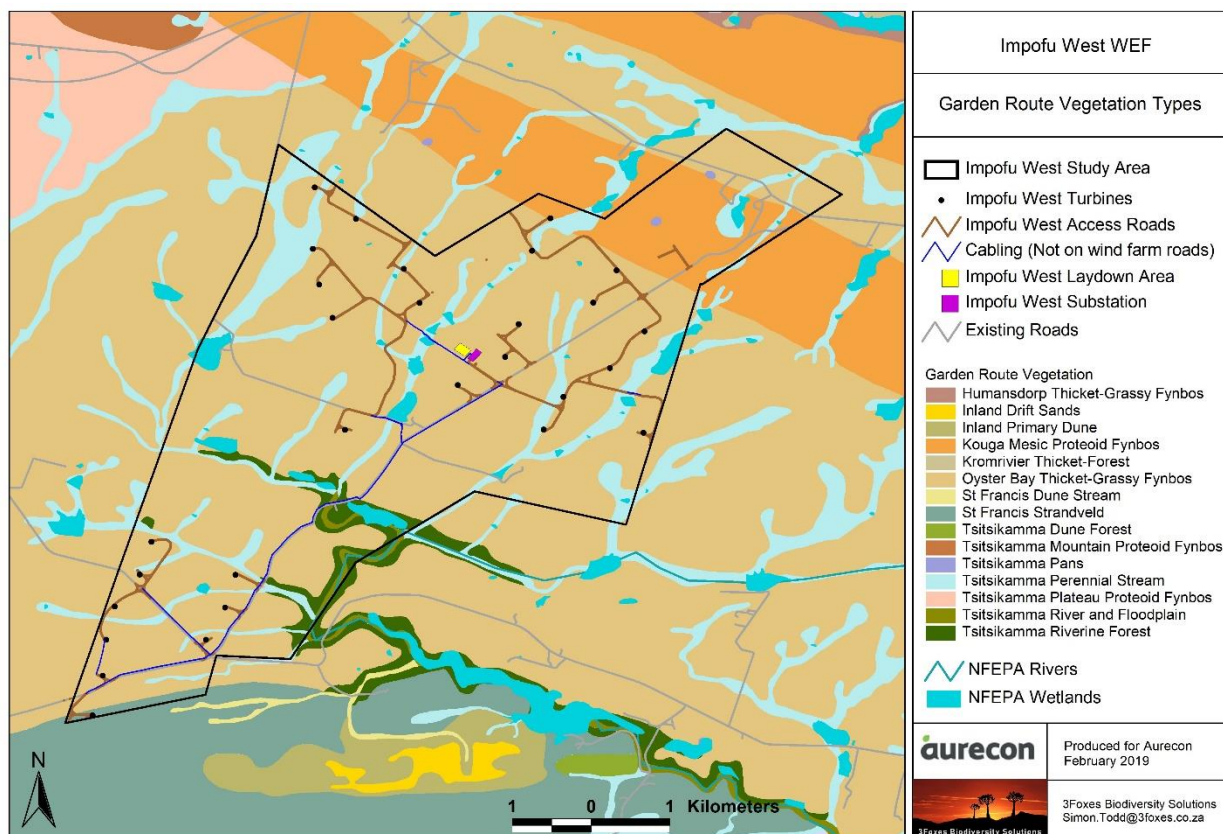 Impofu West WEF
Garden Route Vegetation Types
Impofu West Study Area
Impofu West Turbines
Impofu West Access Roads
Cabling (Not on wind farm roads)
Impofu West Laydown Area
Impofu West Substation
Existing Roads
Garden Route Vegetation
Humansdorp Thicket-Grassy Fynbos
Inland Drift Sands
Inland Primary Dune
Kouga Mesic Proteoid Fynbos
Kromrivier Thicket-Forest
Oyster Bay Thicket-Grassy Fynbos
St Francis Dune Stream
St Francis Strandveld
Tsitsikamma Dune Forest
Tsitsikamma Mountain Proteoid Fynbos
Tsitsikamma Pans
Tsitsikamma Perennial Stream
Tsitsikamma Plateau Proteoid Fynbos
Tsitsikamma River and Floodplain
Tsitsikamma Riverine Forest
NFEPA Rivers
NFEPA Wetlands
aurecon
Produced for Aurecon
February 2019
3Foxes Biodiversity Solutions
3Foxes Biodiversity Solutions
Simon.Todd@3foxes.co.za
N
1 0 1 Kilometers